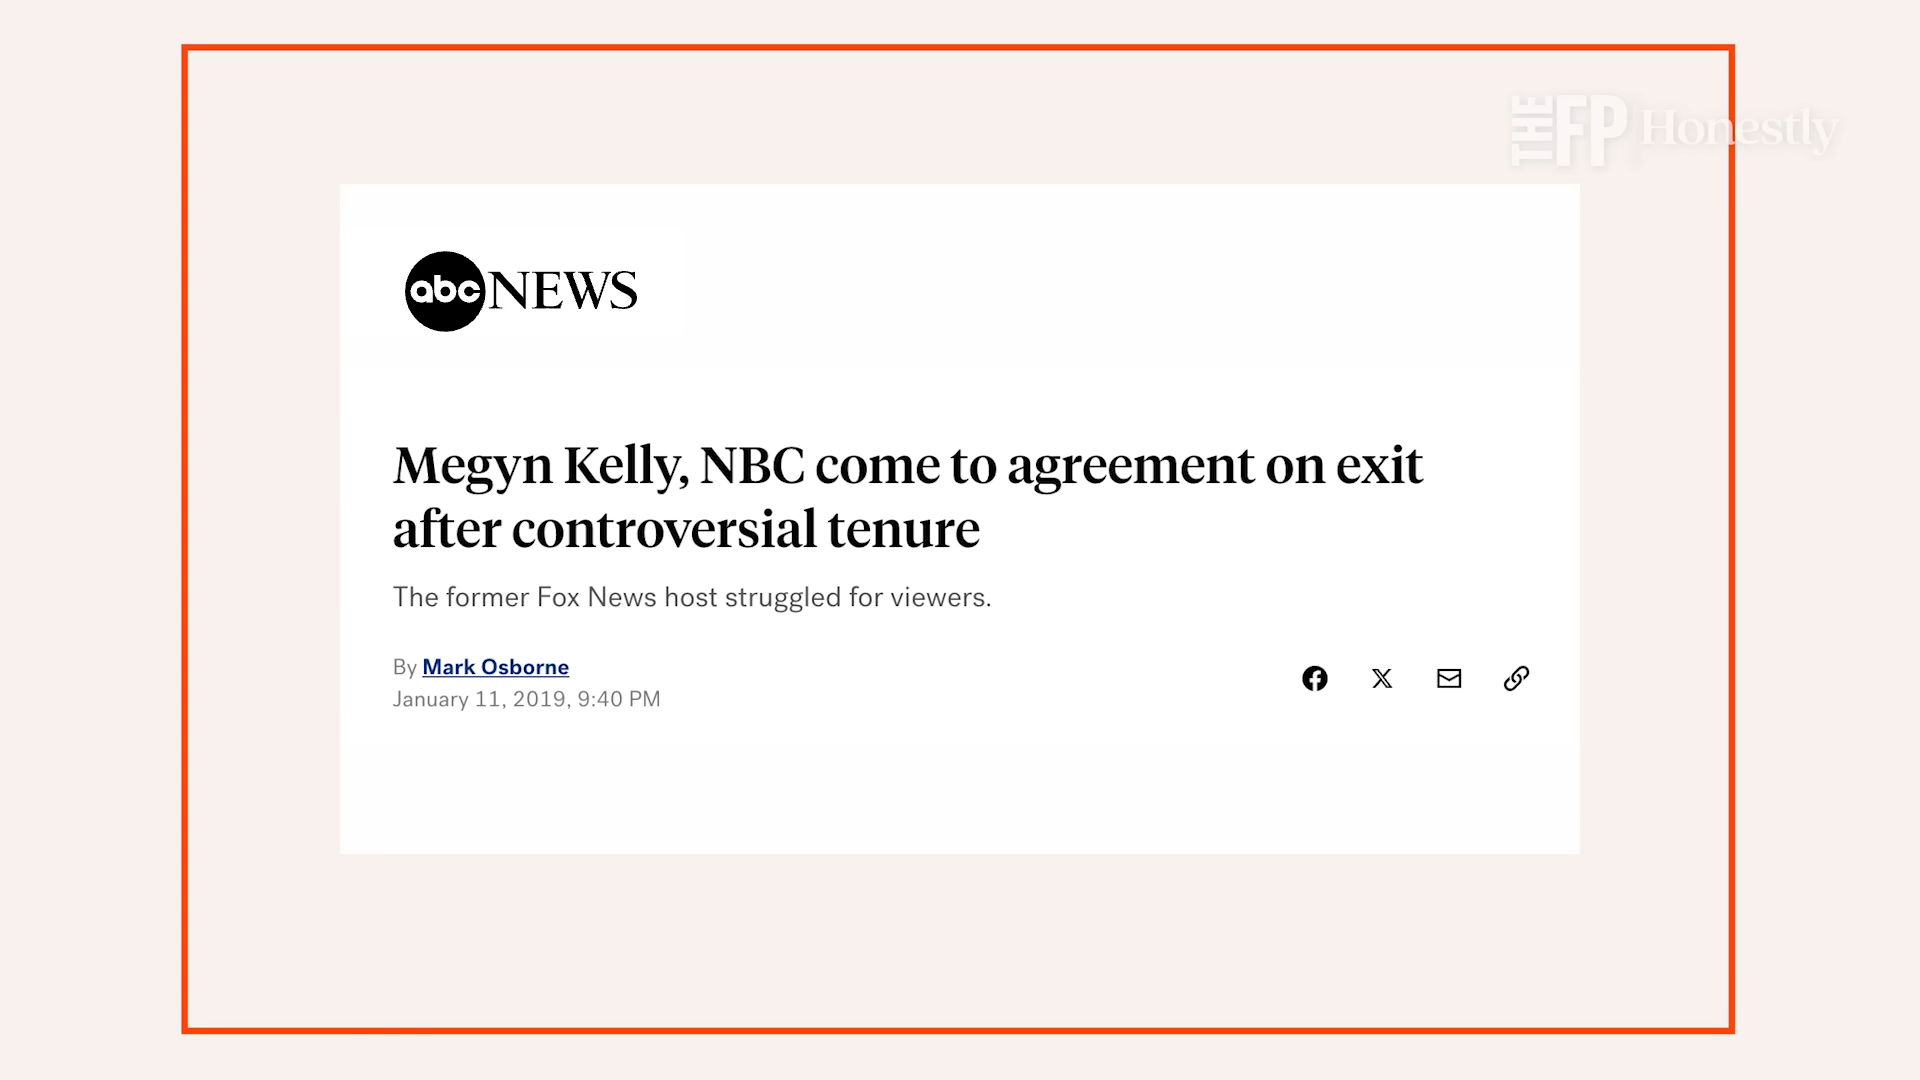 THE FP Honestly
abc NEWS
Megyn Kelly, NBC come to agreement on exit
after controversial tenure
The former Fox News host struggled for viewers.
By Mark Osborne
January 11, 2019, 9:40 PM